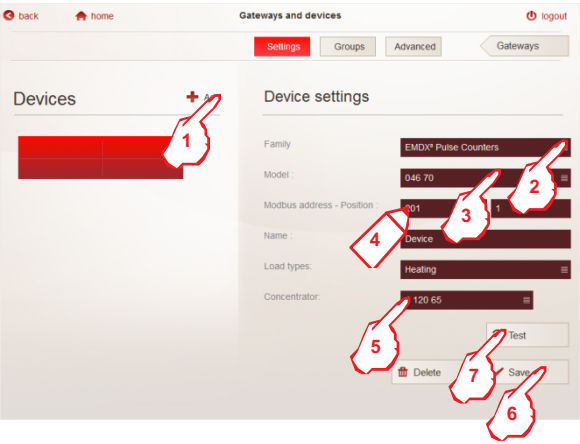 back home Gateways and devices logout
Settings Groups Advanced Gateways
Devices
Device settings
1
Family EMDX³ Pulse Counters
2
Model : 046 70
3
Modbus address - Position : 201 1
4
Name : Device
Load types: Heating
Concentrator: 120 65
5
Test
7
Delete Save
6